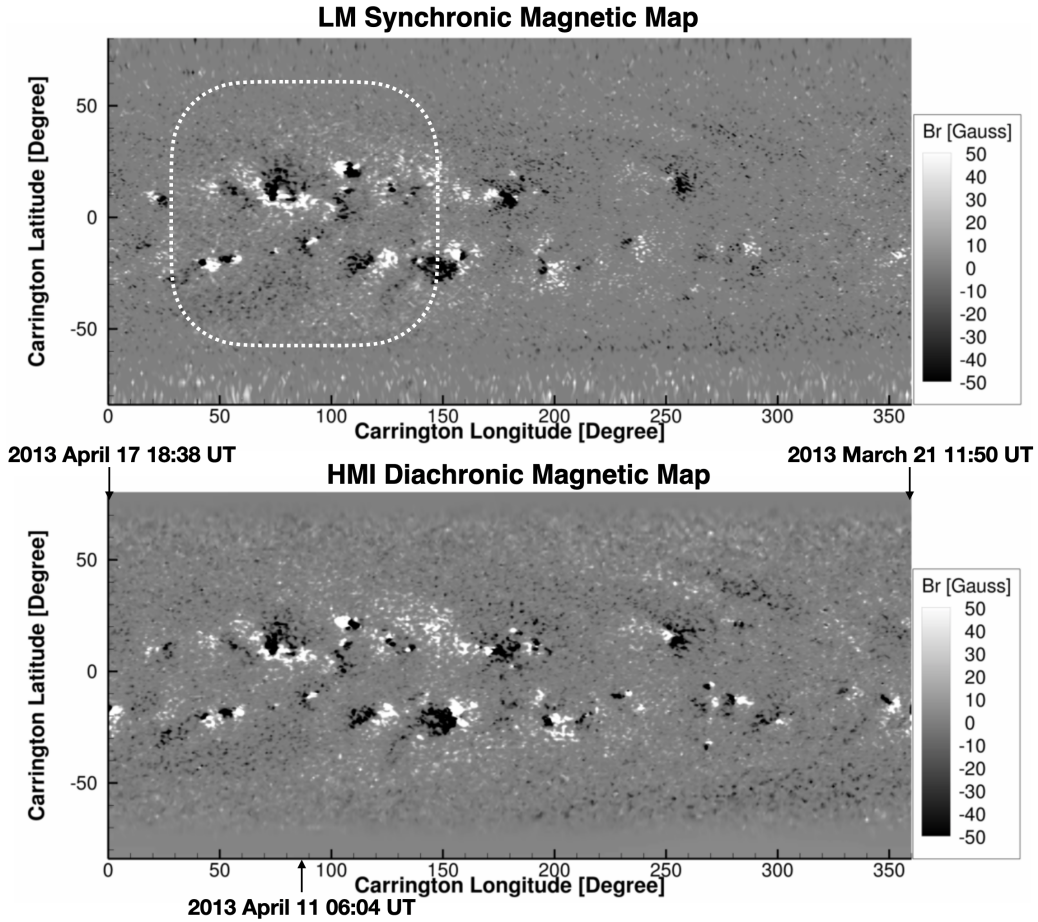 LM Synchronic Magnetic Map
Carrington Latitude [Degree]
50
0
-50
0 50 100 150 200 250 300 350
Carrington Longitude [Degree]
Br [Gauss]
50
40
30
20
10
0
-10
-20
-30
-40
-50
2013 April 17 18:38 UT 2013 March 21 11:50 UT
HMI Diachronic Magnetic Map
Carrington Latitude [Degree]
50
0
-50
0 50 100 150 200 250 300 350
Carrington Longitude [Degree]
Br [Gauss]
50
40
30
20
10
0
-10
-20
-30
-40
-50
2013 April 11 06:04 UT